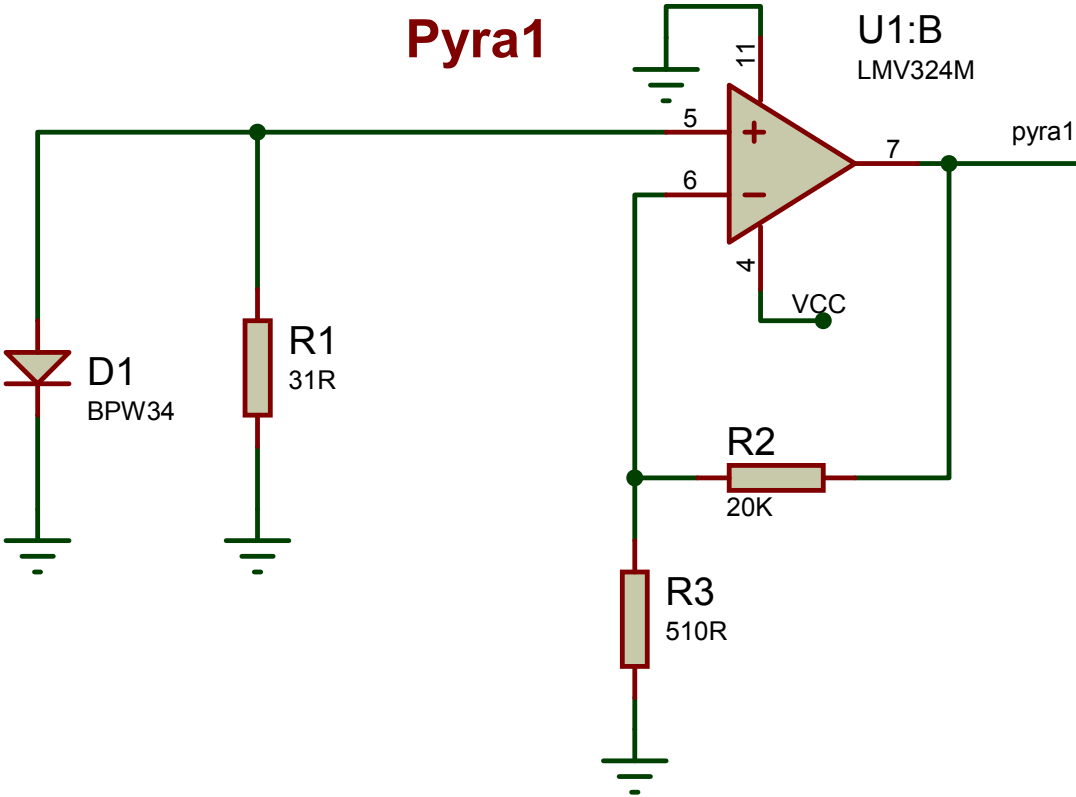 Pyra1
U1:B
LMV324M
11
5
6
7
4
pyra1
VCC
D1
BPW34
R1
31R
R2
20K
R3
510R